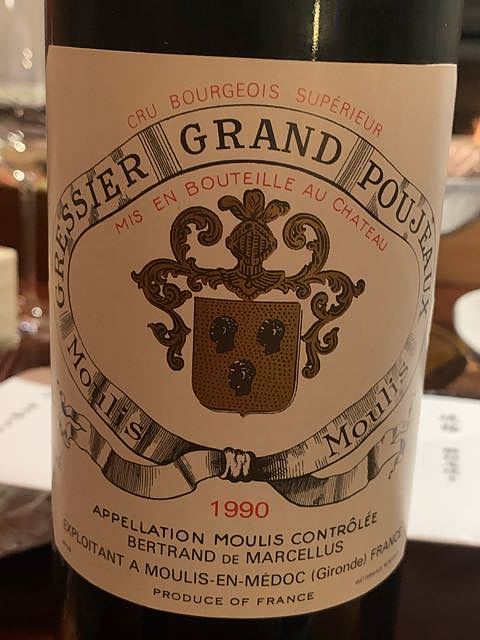 CRU BOURGEOIS SUPÉRIEUR
GRESSIER GRAND POUJEAUX
MIS EN BOUTEILLE AU CHATEAU
Moulis Moulis
1990
APPELLATION MOULIS CONTRÔLÉE
BERTRAND DE MARCELLUS
EXPLOITANT A MOULIS-EN-MÉDOC (Gironde) FRANCE
PRODUCE OF FRANCE